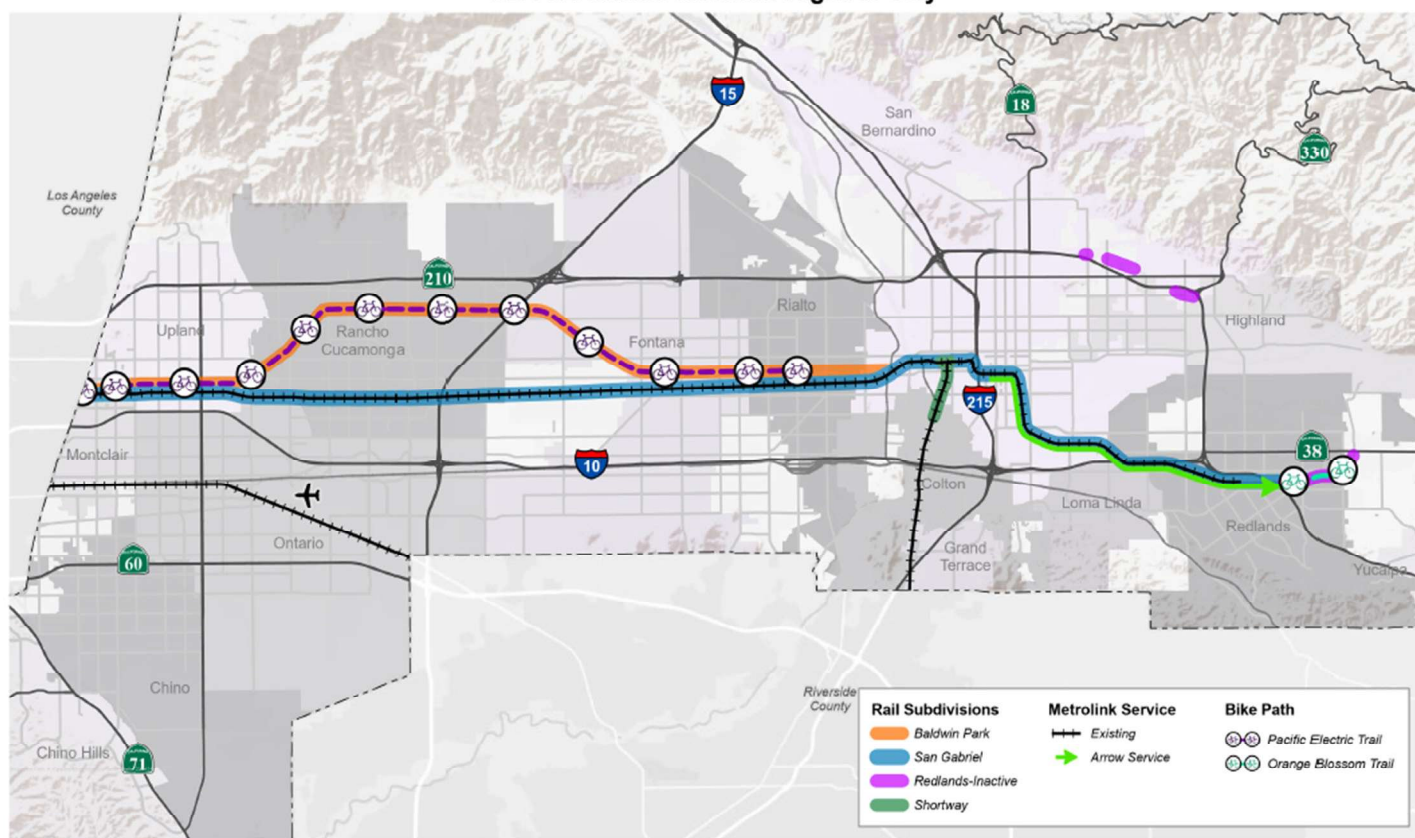 15
18
San
Bernardino
330
Los Angeles
County
210
Rialto
Upland
Rancho
Cucamonga
Fontana
Highland
215
Montclair
10
38
Colton
Loma Linda
Redlands
Ontario
Grand
Terrace
60
Yucaipa
Chino
Riverside
County
Chino Hills
71
Rail Subdivisions
Baldwin Park
San Gabriel
Redlands-Inactive
Shortway
Metrolink Service
Existing
Arrow Service
Bike Path
Pacific Electric Trail
Orange Blossom Trail